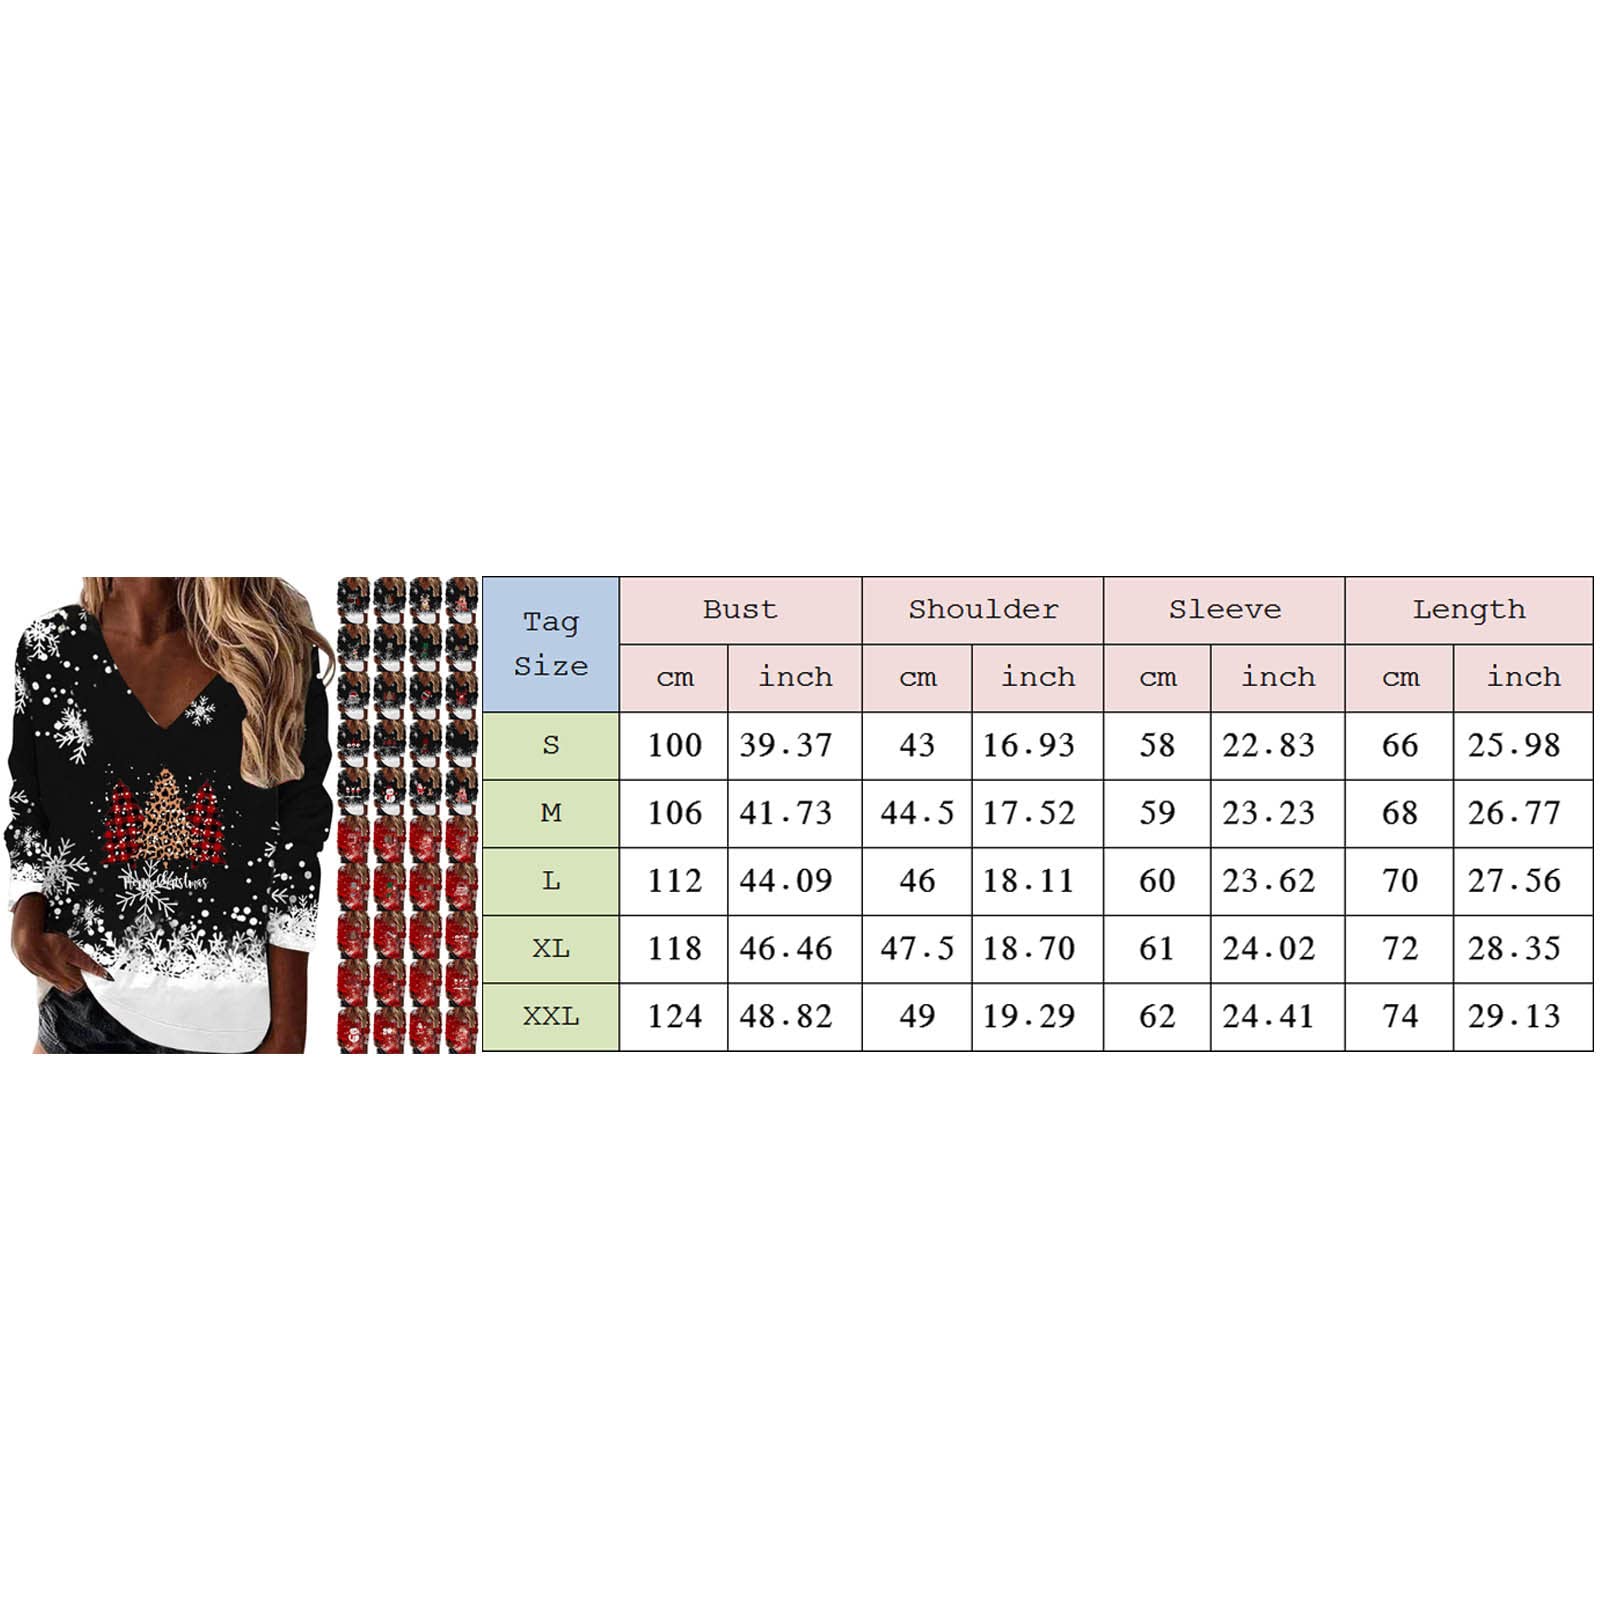 Merry Christmas
Tag Size Bust Shoulder Sleeve Length
cm inch cm inch cm inch cm inch
S 100 39.37 43 16.93 58 22.83 66 25.98
M 106 41.73 44.5 17.52 59 23.23 68 26.77
L 112 44.09 46 18.11 60 23.62 70 27.56
XL 118 46.46 47.5 18.70 61 24.02 72 28.35
XXL 124 48.82 49 19.29 62 24.41 74 29.13